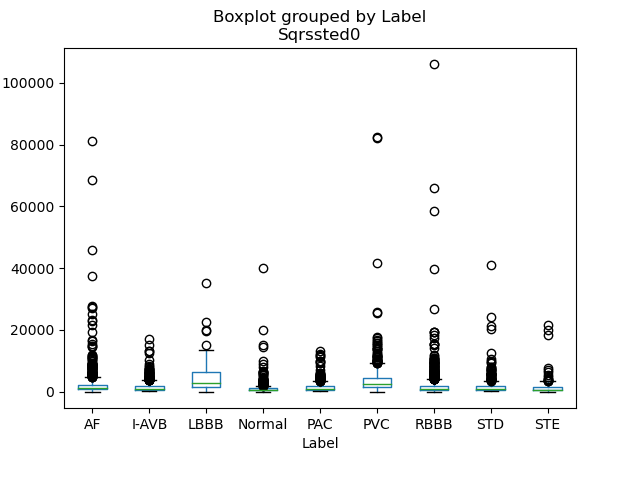 Boxplot grouped by Label
Sqrssted0
100000
80000
60000
40000
20000
0
AF I-AVB LBBB Normal PAC PVC RBBB STD STE
Label